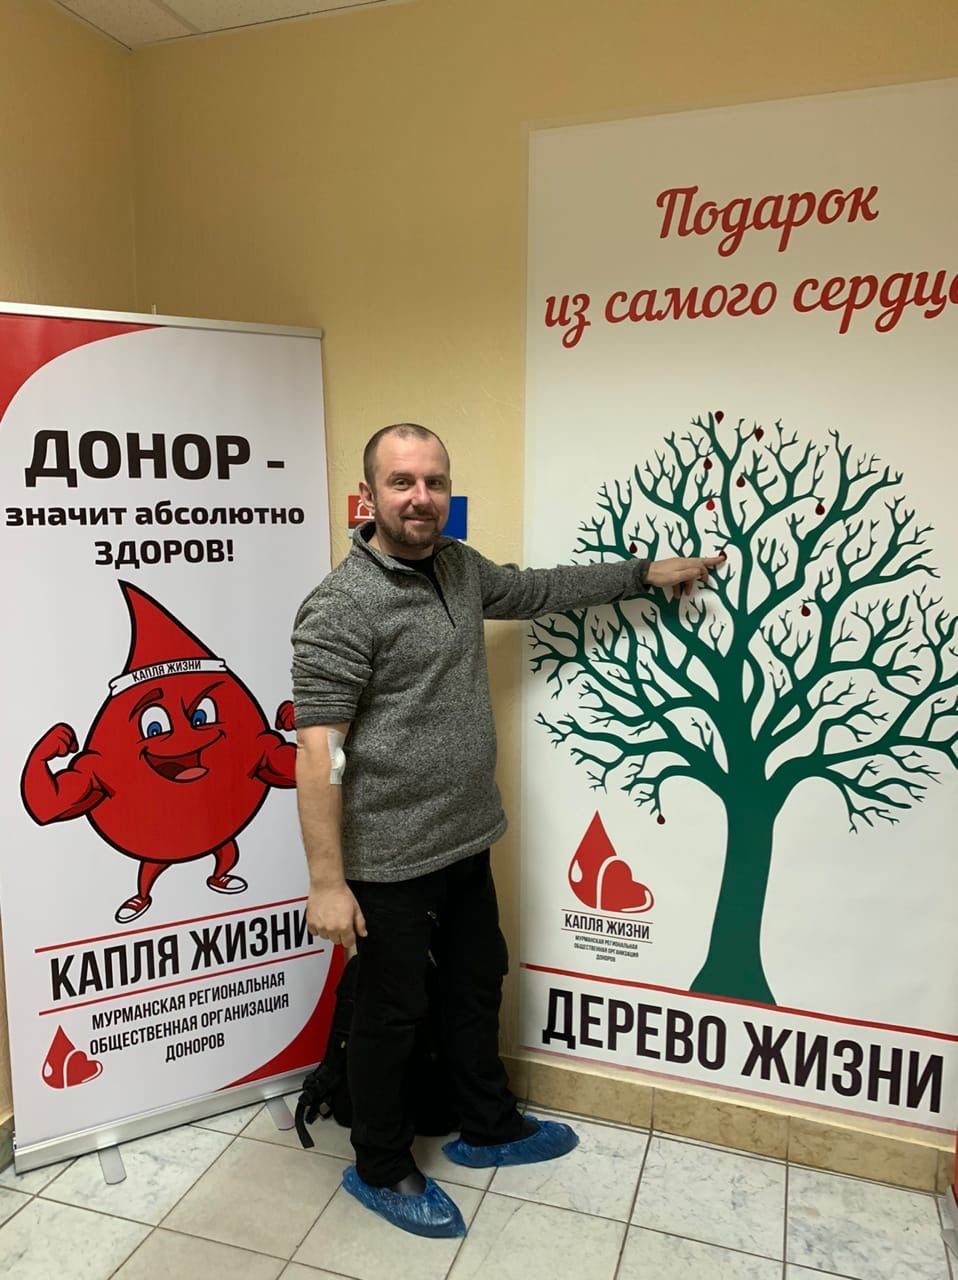 ДОНОР -
значит абсолютно
ЗДОРОВ!
КАПЛЯ ЖИЗНИ
КАПЛЯ ЖИЗНИ
МУРМАНСКАЯ РЕГИОНАЛЬНАЯ
ОБЩЕСТВЕННАЯ ОРГАНИЗАЦИЯ
ДОНОРОВ
Подарок
из самого сердц
КАПЛЯ ЖИЗНИ
МУРМАНСКАЯ РЕГИОНАЛЬНАЯ
ОБЩЕСТВЕННАЯ ОРГАНИЗАЦИЯ
ДОНОРОВ
ДЕРЕВО ЖИЗНИ